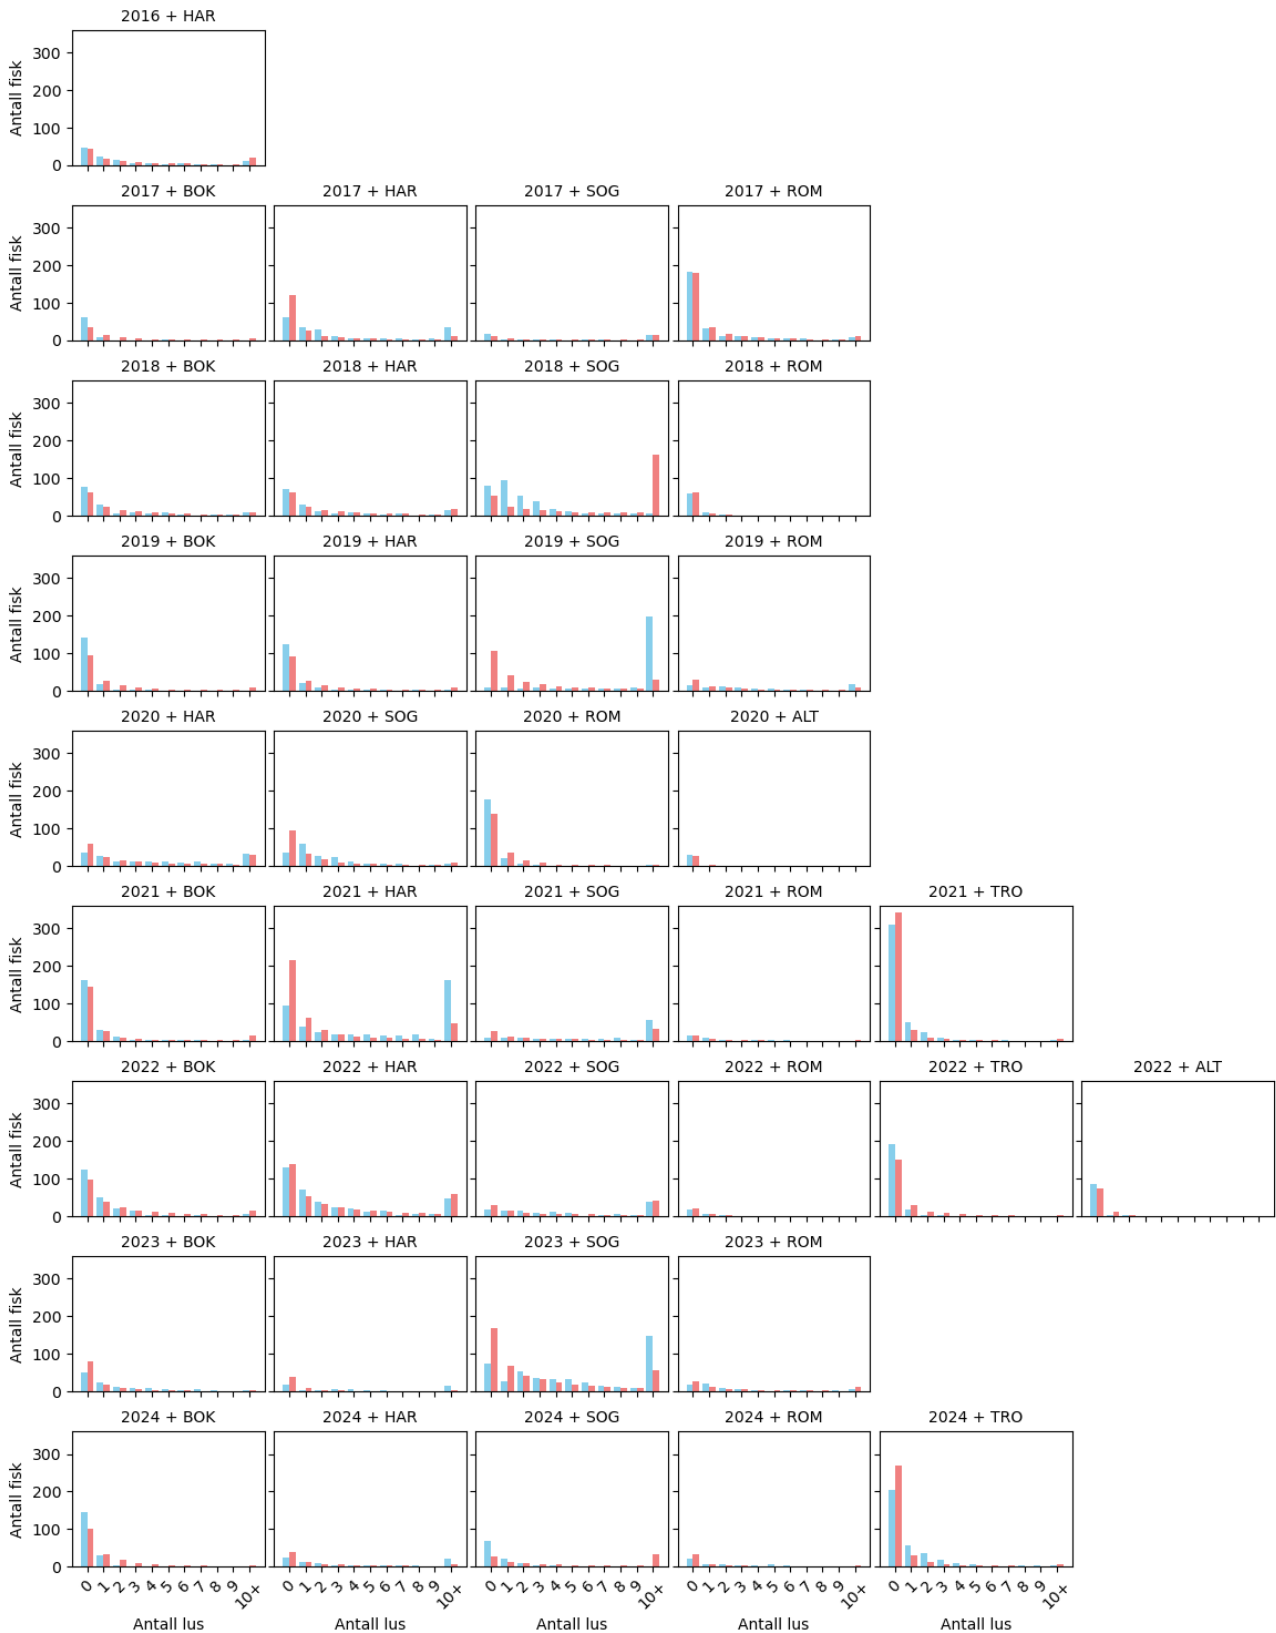 2016 + HAR
Antall fisk
300
200
100
0
2017 + BOK 2017 + HAR 2017 + SOG 2017 + ROM
Antall fisk
300
200
100
0
2018 + BOK 2018 + HAR 2018 + SOG 2018 + ROM
Antall fisk
300
200
100
0
2019 + BOK 2019 + HAR 2019 + SOG 2019 + ROM
Antall fisk
300
200
100
0
2020 + HAR 2020 + SOG 2020 + ROM 2020 + ALT
Antall fisk
300
200
100
0
2021 + BOK 2021 + HAR 2021 + SOG 2021 + ROM 2021 + TRO
Antall fisk
300
200
100
0
2022 + BOK 2022 + HAR 2022 + SOG 2022 + ROM 2022 + TRO 2022 + ALT
Antall fisk
300
200
100
0
2023 + BOK 2023 + HAR 2023 + SOG 2023 + ROM
Antall fisk
300
200
100
0
2024 + BOK 2024 + HAR 2024 + SOG 2024 + ROM 2024 + TRO
Antall fisk
300
200
100
0
0 1 2 3 4 5 6 7 8 9 10+ 0 1 2 3 4 5 6 7 8 9 10+ 0 1 2 3 4 5 6 7 8 9 10+ 0 1 2 3 4 5 6 7 8 9 10+ 0 1 2 3 4 5 6 7 8 9 10+
Antall lus Antall lus Antall lus Antall lus Antall lus